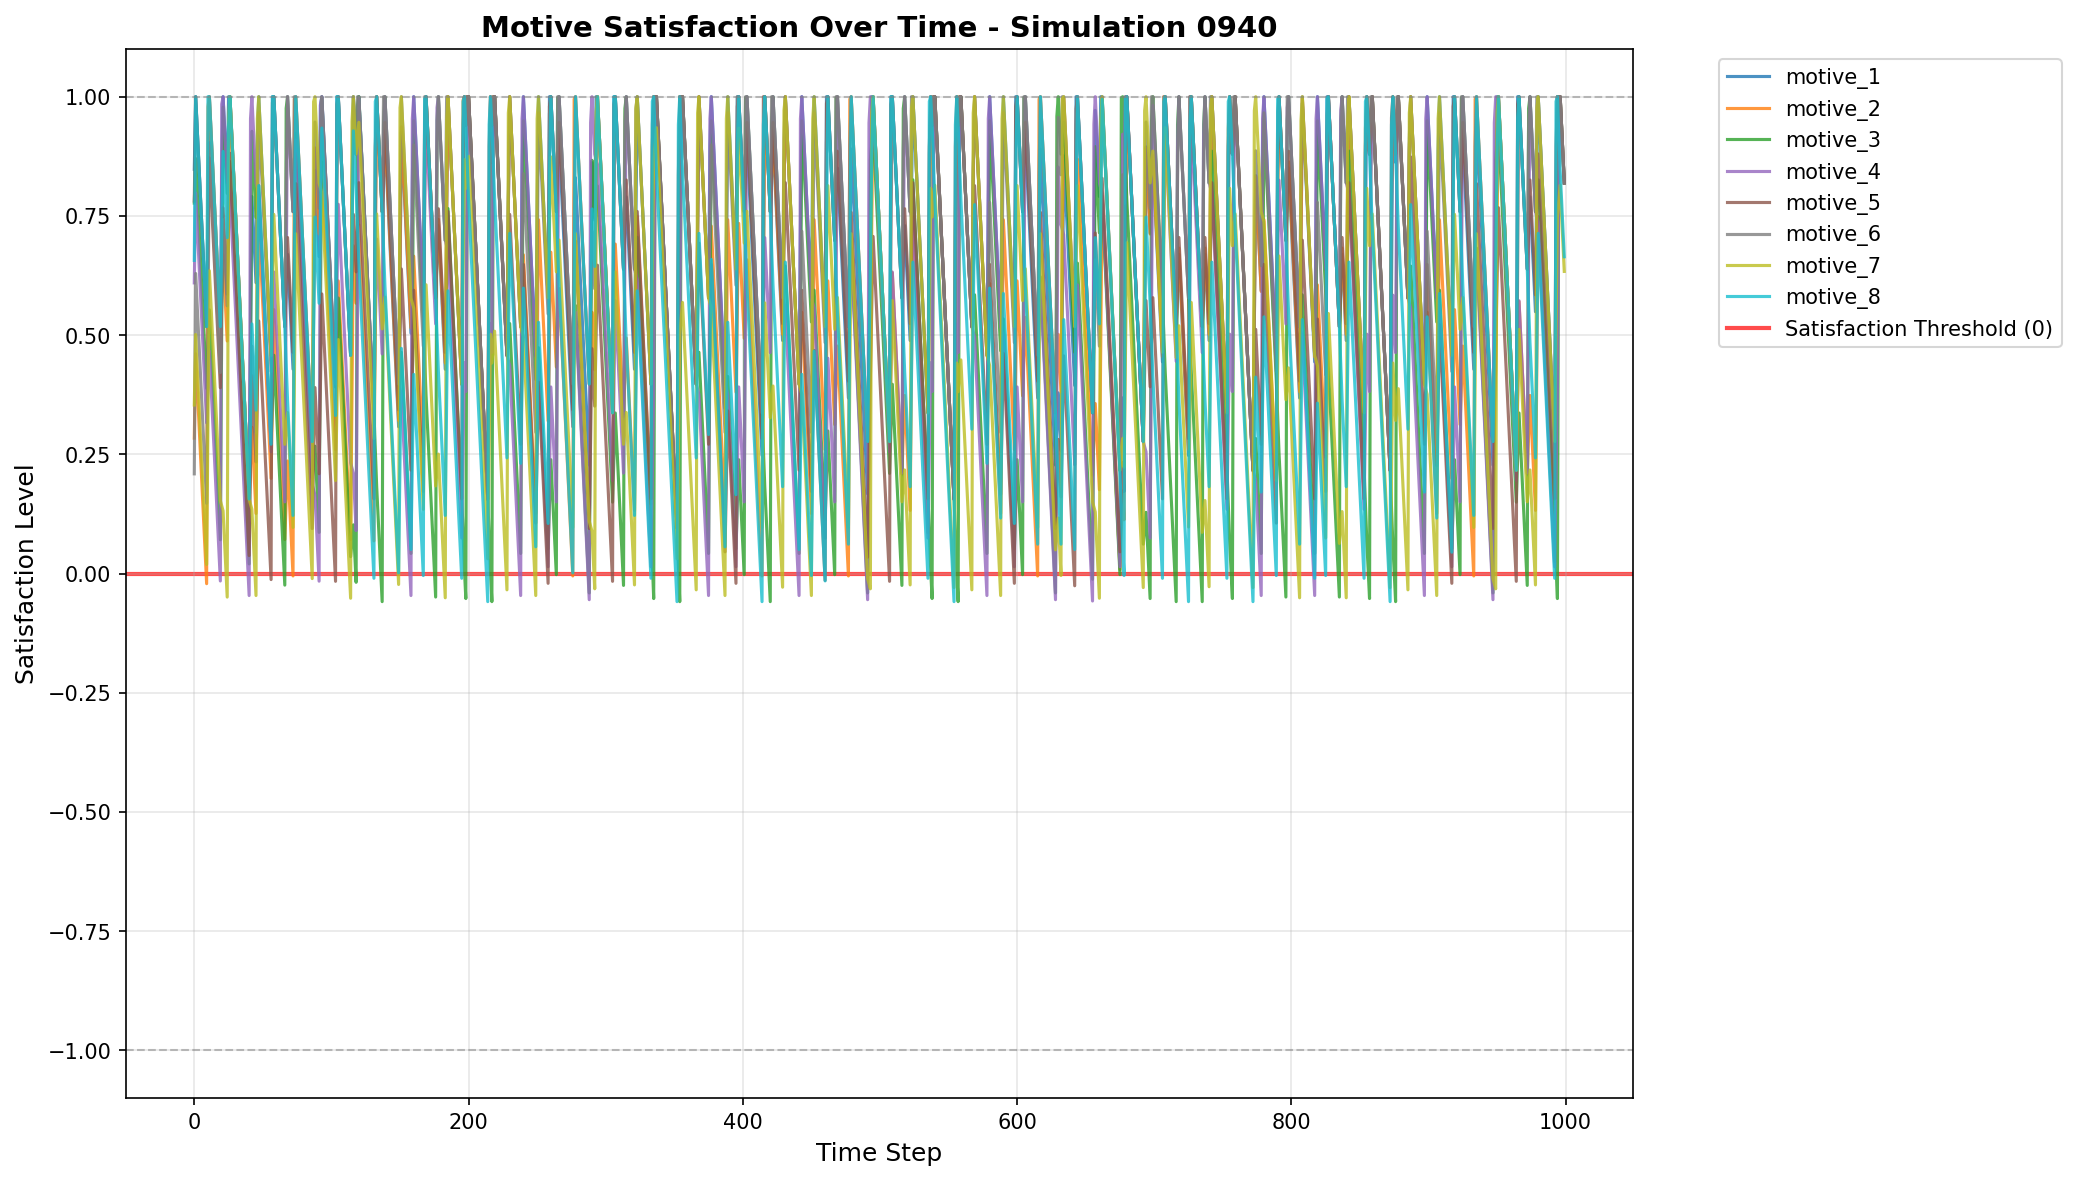 Motive Satisfaction Over Time - Simulation 0940
1.00
0.75
0.50
0.25
0.00
−0.25
−0.50
−0.75
−1.00
Satisfaction Level
0
200
400
600
800
1000
Time Step
motive_1
motive_2
motive_3
motive_4
motive_5
motive_6
motive_7
motive_8
Satisfaction Threshold (0)